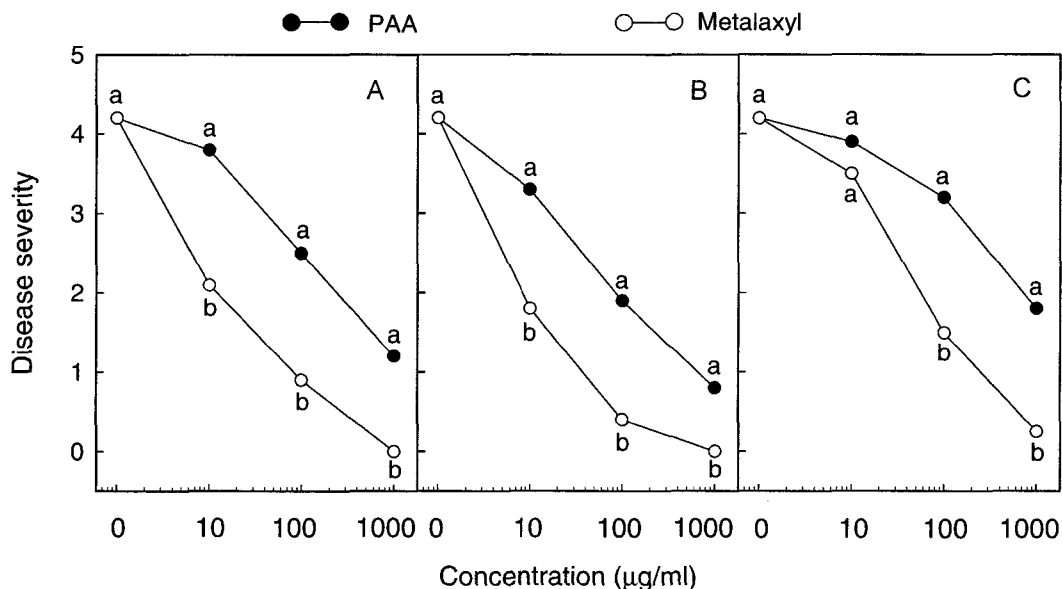 PAA Metalaxyl
5
4
3
2
1
0
Disease severity
A
a
a
a
a
b
b
b
B
a
a
a
a
b
b
b
C
a
a
a
a
a
b
b
0 10 100 1000 0 10 100 1000 0 10 100 1000
Concentration (μg/ml)